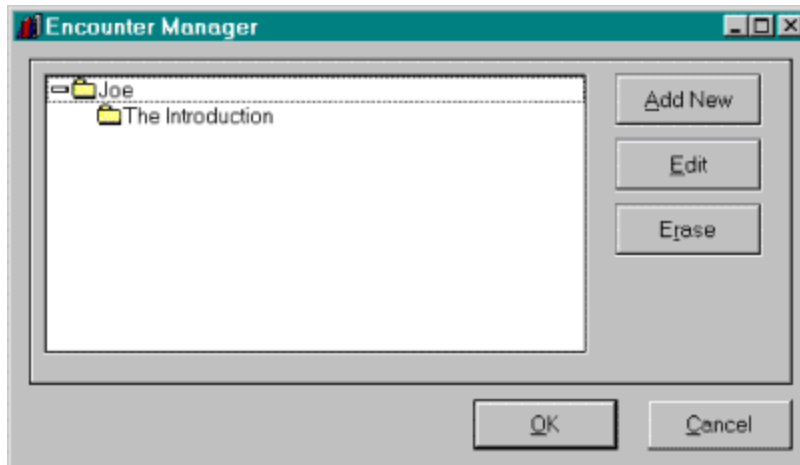 Encounter Manager
Joe
The Introduction
Add New
Edit
Erase
OK
Cancel